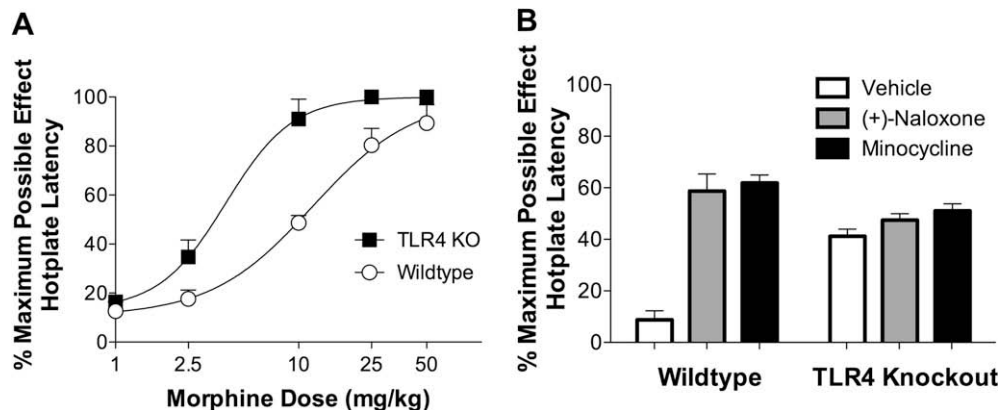 A
% Maximum Possible Effect
Hotplate Latency
100
80
60
40
20
0
1
2.5
10
25
50
Morphine Dose (mg/kg)
TLR4 KO
Wildtype
B
% Maximum Possible Effect
Hotplate Latency
100
80
60
40
20
0
Vehicle
(+)-Naloxone
Minocycline
Wildtype
TLR4 Knockout